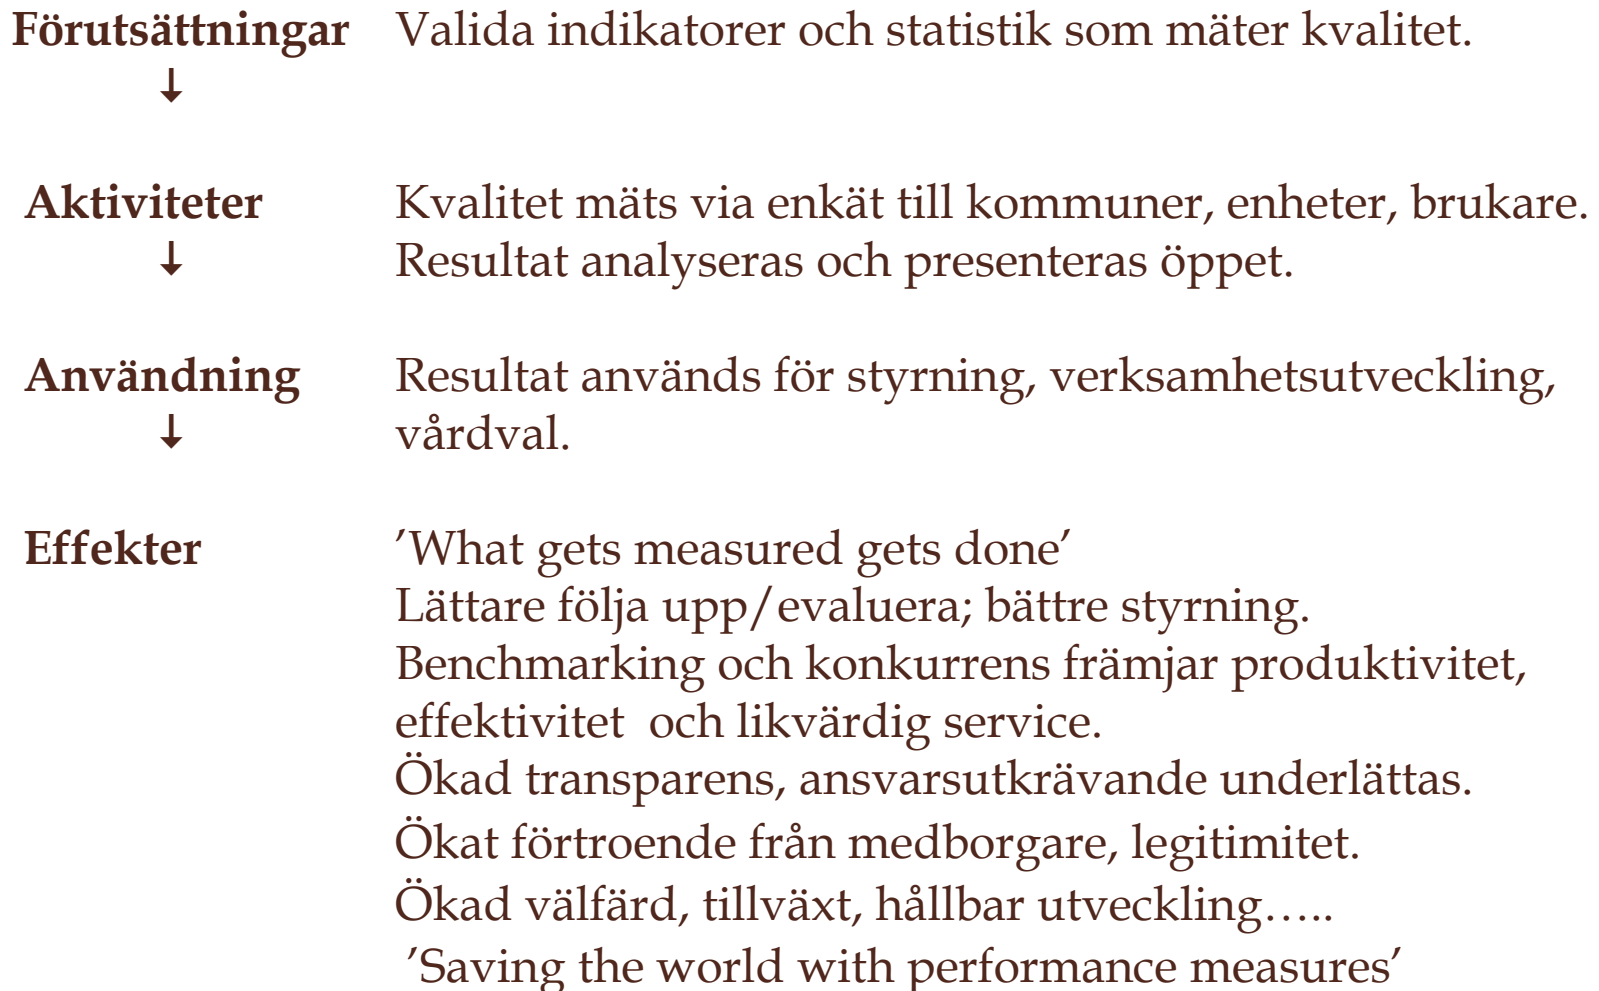 Förutsättningar Valida indikatorer och statistik som mäter kvalitet.
↓
Aktiviteter Kvalitet mäts via enkät till kommuner, enheter, brukare.
↓ Resultat analyseras och presenteras öppet.
Användning Resultat används för styrning, verksamhetsutveckling,
↓ vårdval.
Effekter ’What gets measured gets done’
Lättare följa upp/evaluera; bättre styrning.
Benchmarking och konkurrens främjar produktivitet,
effektivitet och likvärdig service.
Ökad transparens, ansvarsutkrävande underlättas.
Ökat förtroende från medborgare, legitimitet.
Ökad välfärd, tillväxt, hållbar utveckling…..
’Saving the world with performance measures’